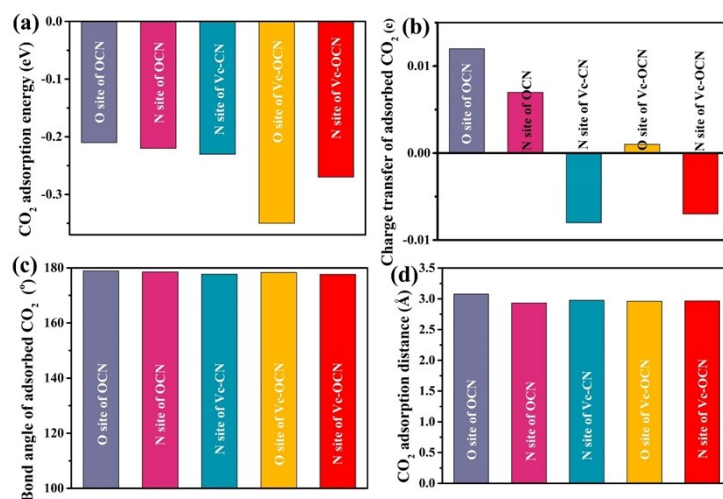 (a)
CO2 adsorption energy (eV)
0.0
-0.1
-0.2
-0.3
O site of OCN
N site of OCN
N site of Vc-CN
O site of Vc-OCN
N site of Vc-OCN
(b)
Charge transfer of adsorbed CO2 (e)
0.01
0.00
-0.01
O site of OCN
N site of OCN
N site of Vc-CN
O site of Vc-OCN
N site of Vc-OCN
(c)
Bond angle of adsorbed CO2 (°)
180
160
140
120
100
O site of OCN
N site of OCN
N site of Vc-CN
O site of Vc-OCN
N site of Vc-OCN
(d)
CO2 adsorption distance (Å)
3.5
3.0
2.5
2.0
1.5
1.0
0.5
0.0
O site of OCN
N site of OCN
N site of Vc-CN
O site of Vc-OCN
N site of Vc-OCN